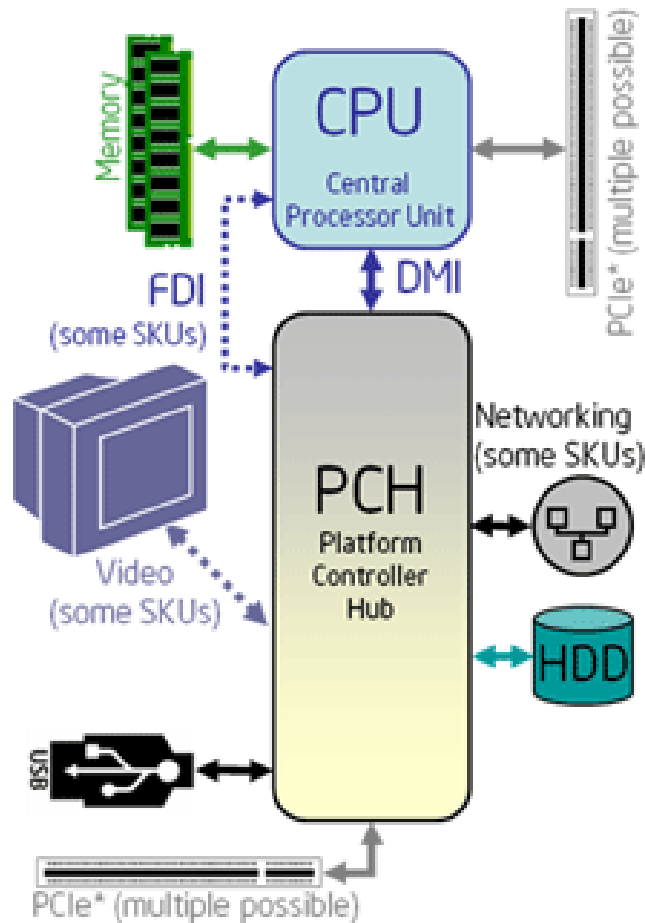 Memory
CPU
Central
Processor Unit
PCIe* (multiple possible)
FDI
(some SKUs)
DMI
Networking
(some SKUs)
PCH
Platform
Controller
Hub
Video
(some SKUs)
HDD
USB
PCIe* (multiple possible)